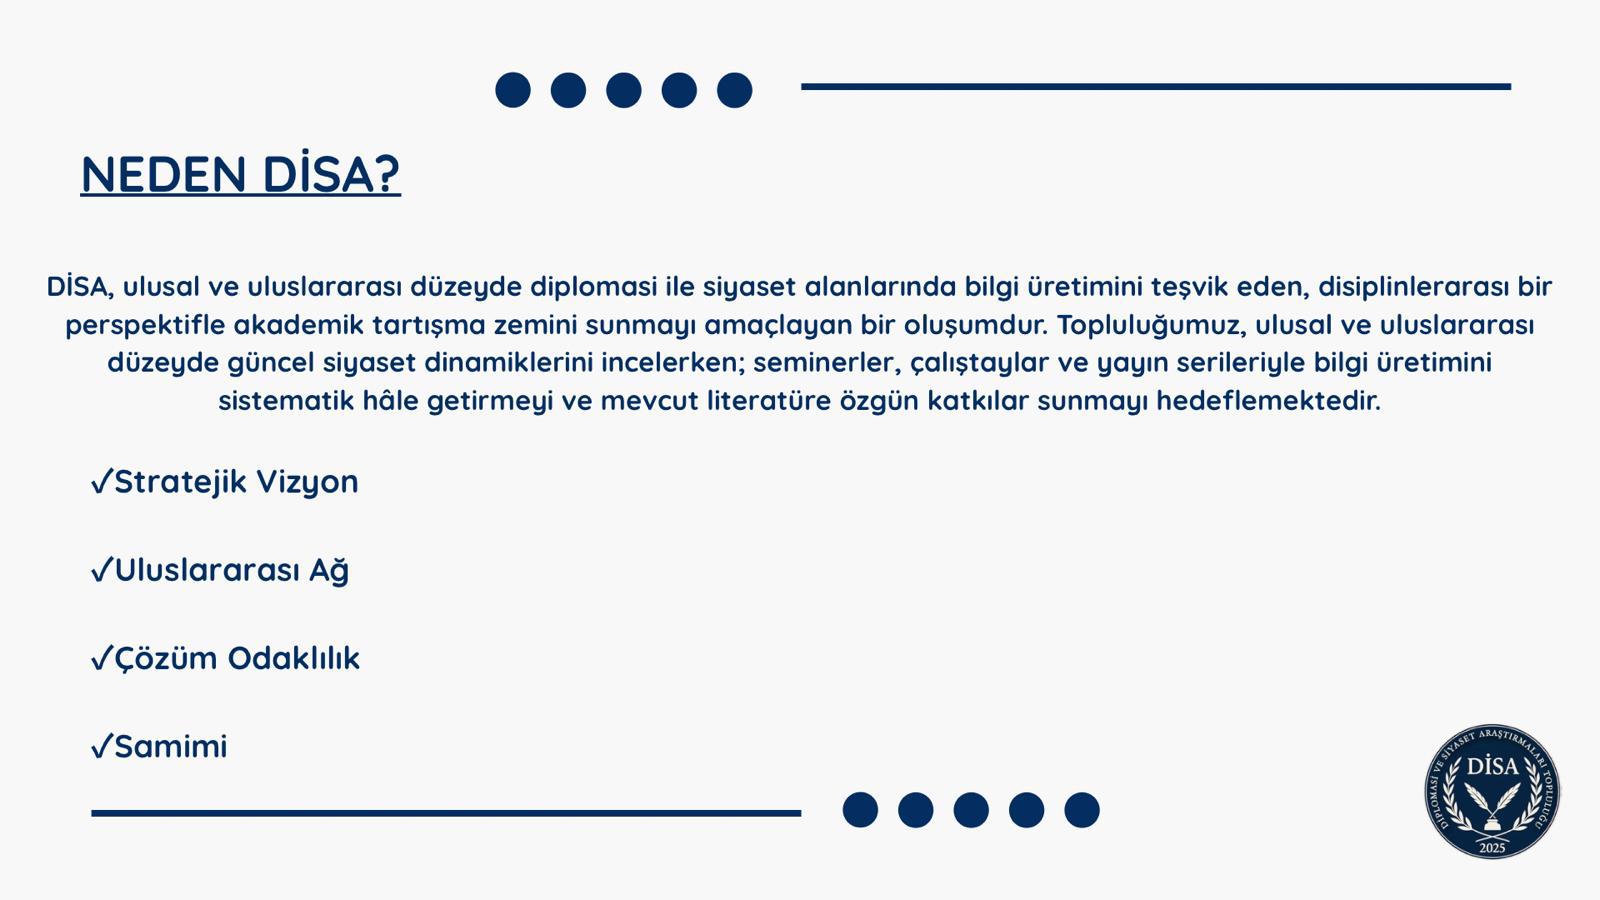 NEDEN DİSA?
DİSA, ulusal ve uluslararası düzeyde diplomasi ile siyaset alanlarında bilgi üretimini teşvik eden, disiplinlerarası bir
perspektifle akademik tartışma zemini sunmayı amaçlayan bir oluşumdur. Topluluğumuz, ulusal ve uluslararası
düzeyde güncel siyaset dinamiklerini incelerken; seminerler, çalıştaylar ve yayın serileriyle bilgi üretimini
sistematik hâle getirmeyi ve mevcut literatüre özgün katkılar sunmayı hedeflemektedir.
✓Stratejik Vizyon
✓Uluslararası Ağ
✓Çözüm Odaklılık
✓Samimi
DİPLOMASİ VE SİYASET ARAŞTIRMALARI TOPLULUĞU
DİSA
2025